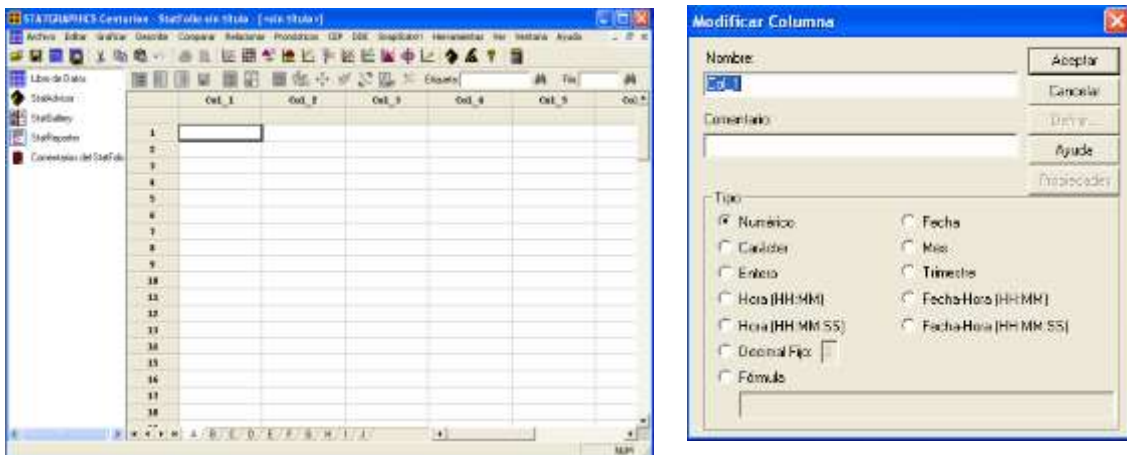 STATGRAPHICS Centurion - StatFolio sin título - [<sin título>]
Archivo Editar Graficar Describir Comparar Relacionar Pronósticos CEP DDE SnapStats!! Herramientas Ver Ventana Ayuda
Libro de Datos
StatAdvisor
StatGallery
StatReporter
Comentarios del StatFolio
Etiqueta
Fila
Col_1 Col_2 Col_3 Col_4 Col_5 Col
1
2
3
4
5
6
7
8
9
10
11
12
13
14
15
16
17
18
A B C D E F G H I J
NUM
Modificar Columna
Nombre:
Col_1
Comentario:
Aceptar
Cancelar
Definir...
Ayuda
Propiedades
Tipo
Numérico
Carácter
Entero
Hora (HH:MM)
Hora (HH:MM:SS)
Decimal Fijo:
Fórmula
Fecha
Mes
Trimestre
Fecha-Hora (HH:MM)
Fecha-Hora (HH:MM:SS)